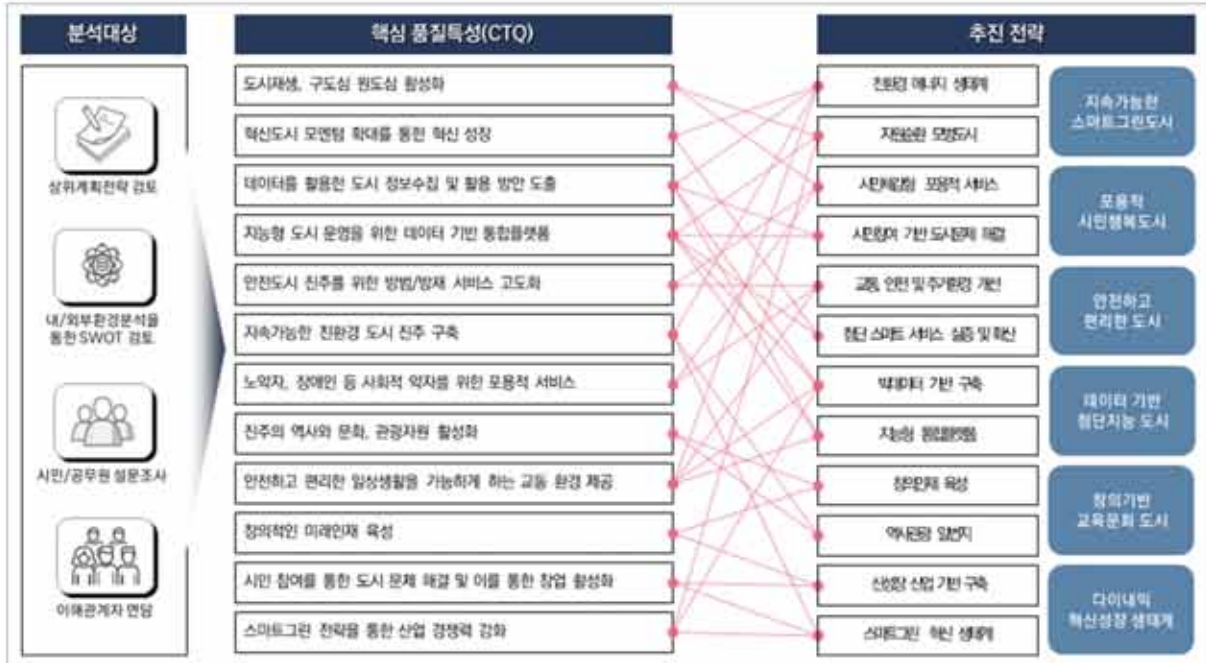 분석대상
핵심 품질특성(CTQ)
추진 전략
상위계획전략 검토
내/외부환경분석을
통한 SWOT 검토
시민/공무원 설문조사
이해관계자 면담
도시재생, 구도심 원도심 활성화
혁신도시 모멘텀 확대를 통한 혁신 성장
데이터를 활용한 도시 정보수집 및 활용 방안 도출
지능형 도시 운영을 위한 데이터 기반 통합플랫폼
안전도시 진주를 위한 방범/방재 서비스 고도화
지속가능한 친환경 도시 진주 구축
노약자, 장애인 등 사회적 약자를 위한 포용적 서비스
진주의 역사와 문화, 관광자원 활성화
안전하고 편리한 일상생활을 가능하게 하는 교통 환경 제공
창의적인 미래인재 육성
시민 참여를 통한 도시 문제 해결 및 이를 통한 창업 활성화
스마트그린 전략을 통한 산업 경쟁력 강화
친환경 에너지 생태계
자원순환 모범도시
시민체감형 포용적 서비스
시민참여 기반 도시문제 해결
교통, 안전 및 주거환경 개선
첨단 스마트 서비스 실증 및 확산
빅데이터 기반 구축
지능형 통합플랫폼
창의인재 육성
역사관광 일번지
신성장 산업 기반 구축
스마트그린 혁신 생태계
지속가능한
스마트그린도시
포용적
시민행복도시
안전하고
편리한 도시
데이터 기반
첨단지능 도시
창의기반
교육문화 도시
다이내믹
혁신성장 생태계